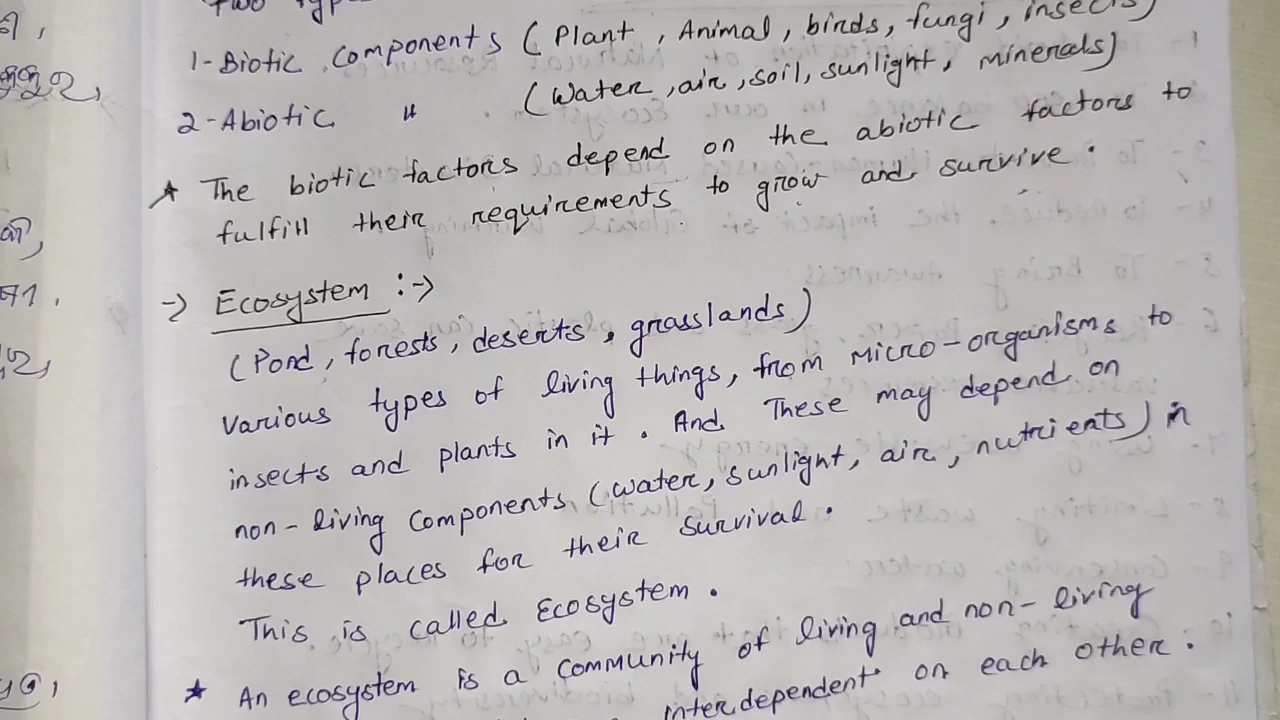 Two Typ
1- Biotic Components (Plant, Animal, birds, fungi, insects)
2- Abiotic " (Water, air, soil, sunlight, minerals)
★ The biotic factors depend on the abiotic factors to
fulfill their requirements to grow and survive.
-> Ecosystem :->
(Pond, forests, deserts, grasslands)
various types of living things, from micro-organisms to
insects and plants in it. And These may depend on
non-living components (water, sunlight, air, nutrients) in
these places for their survival.
This is called Ecosystem.
★ An ecosystem is a community of living and non-living
interdependent on each other.